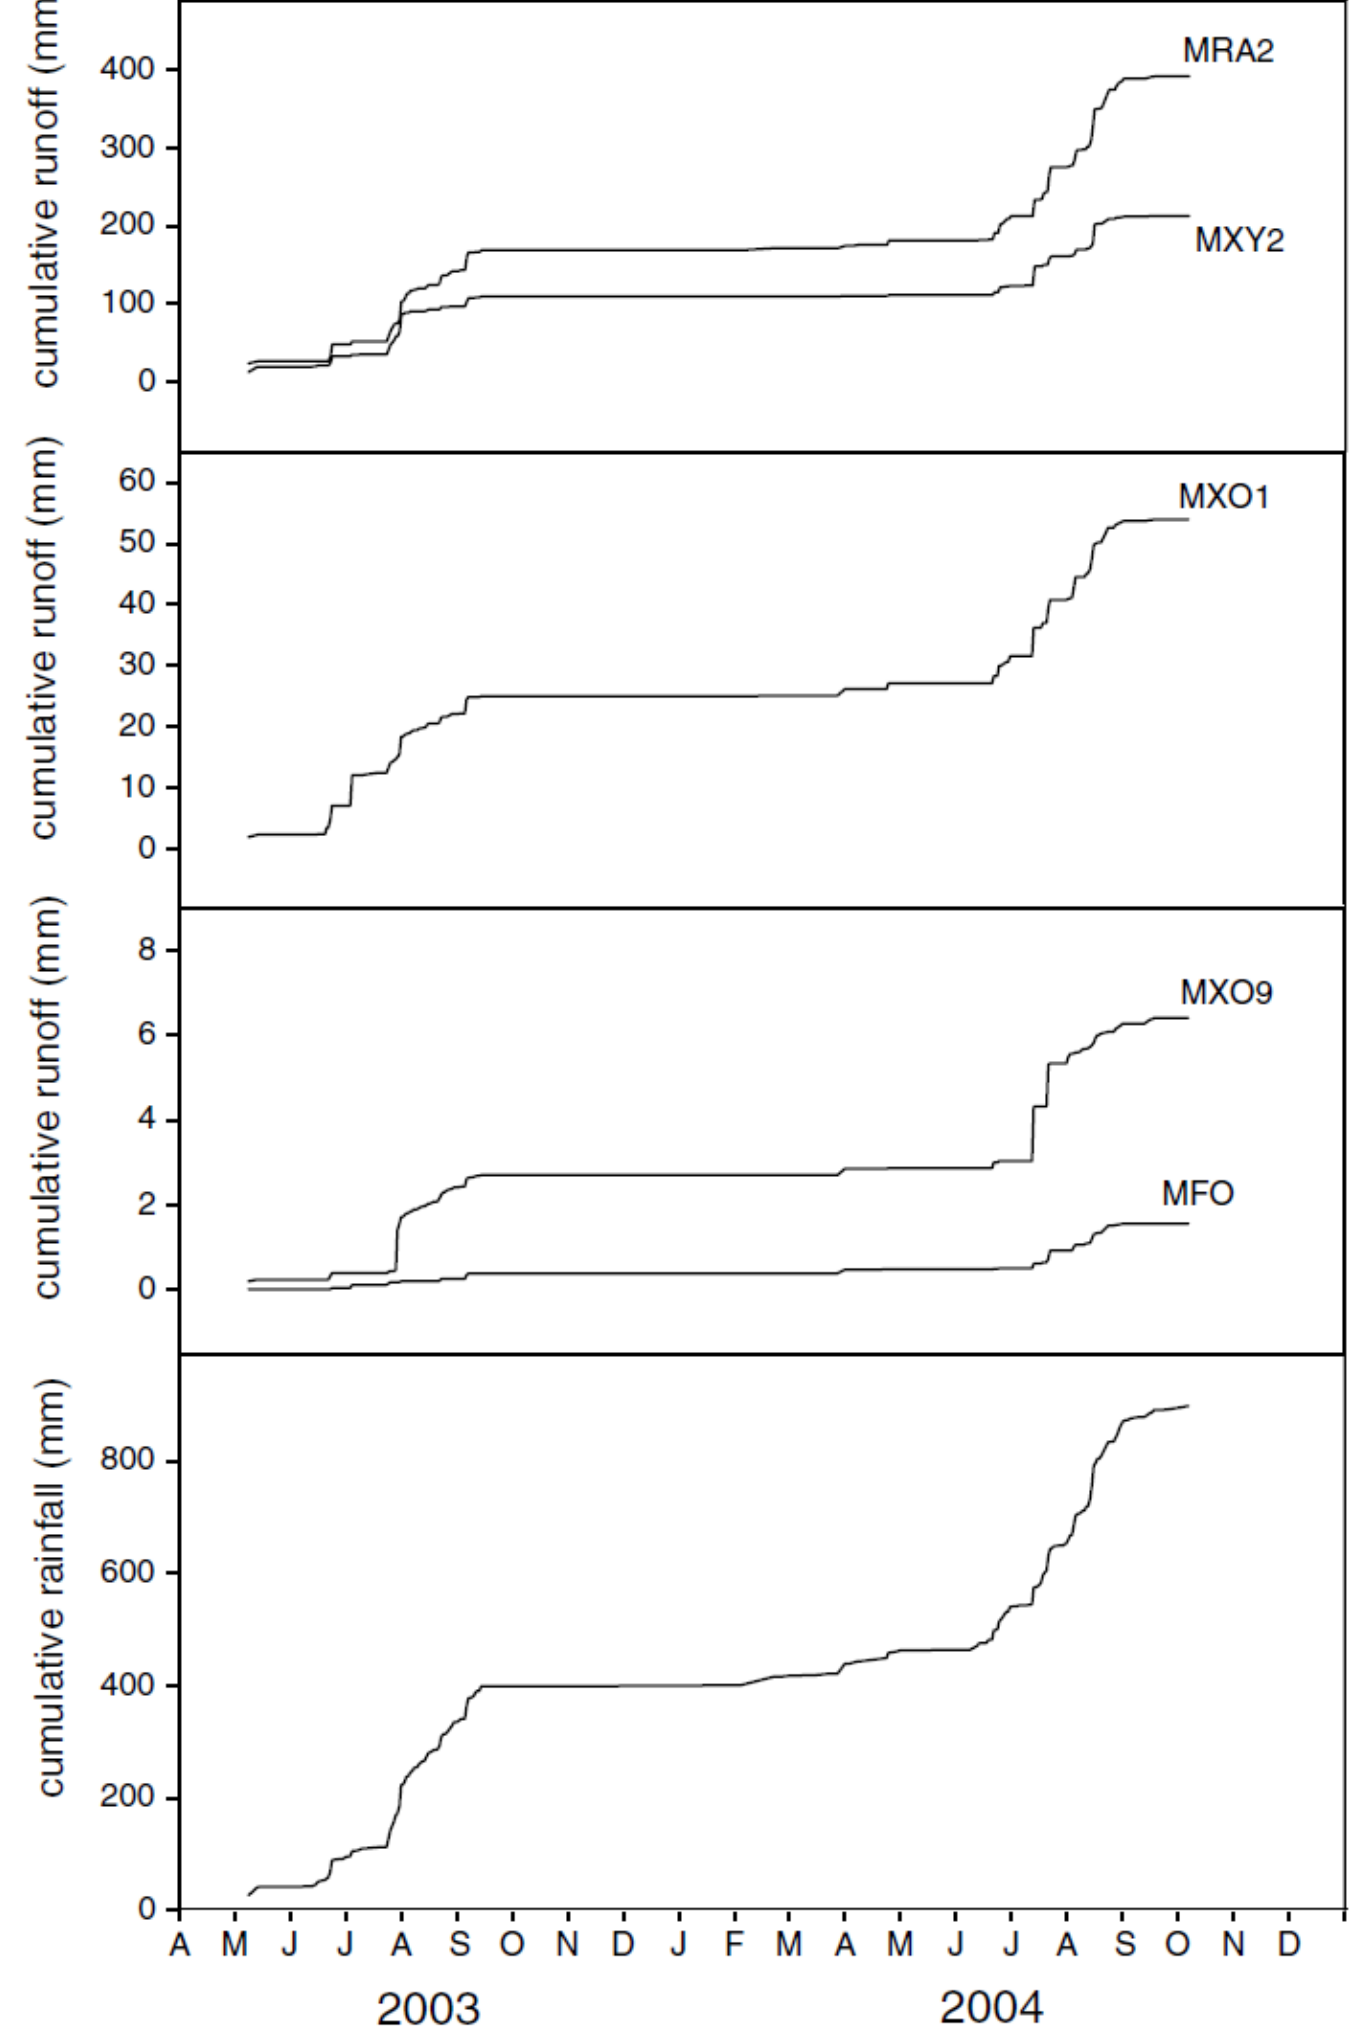 cumulative runoff (mm
400
300
200
100
0
MRA2
MXY2
cumulative runoff (mm)
60
50
40
30
20
10
0
MXO1
cumulative runoff (mm)
8
6
4
2
0
MXO9
MFO
cumulative rainfall (mm)
800
600
400
200
0
A M J J A S O N D J F M A M J J A S O N D
2003 2004